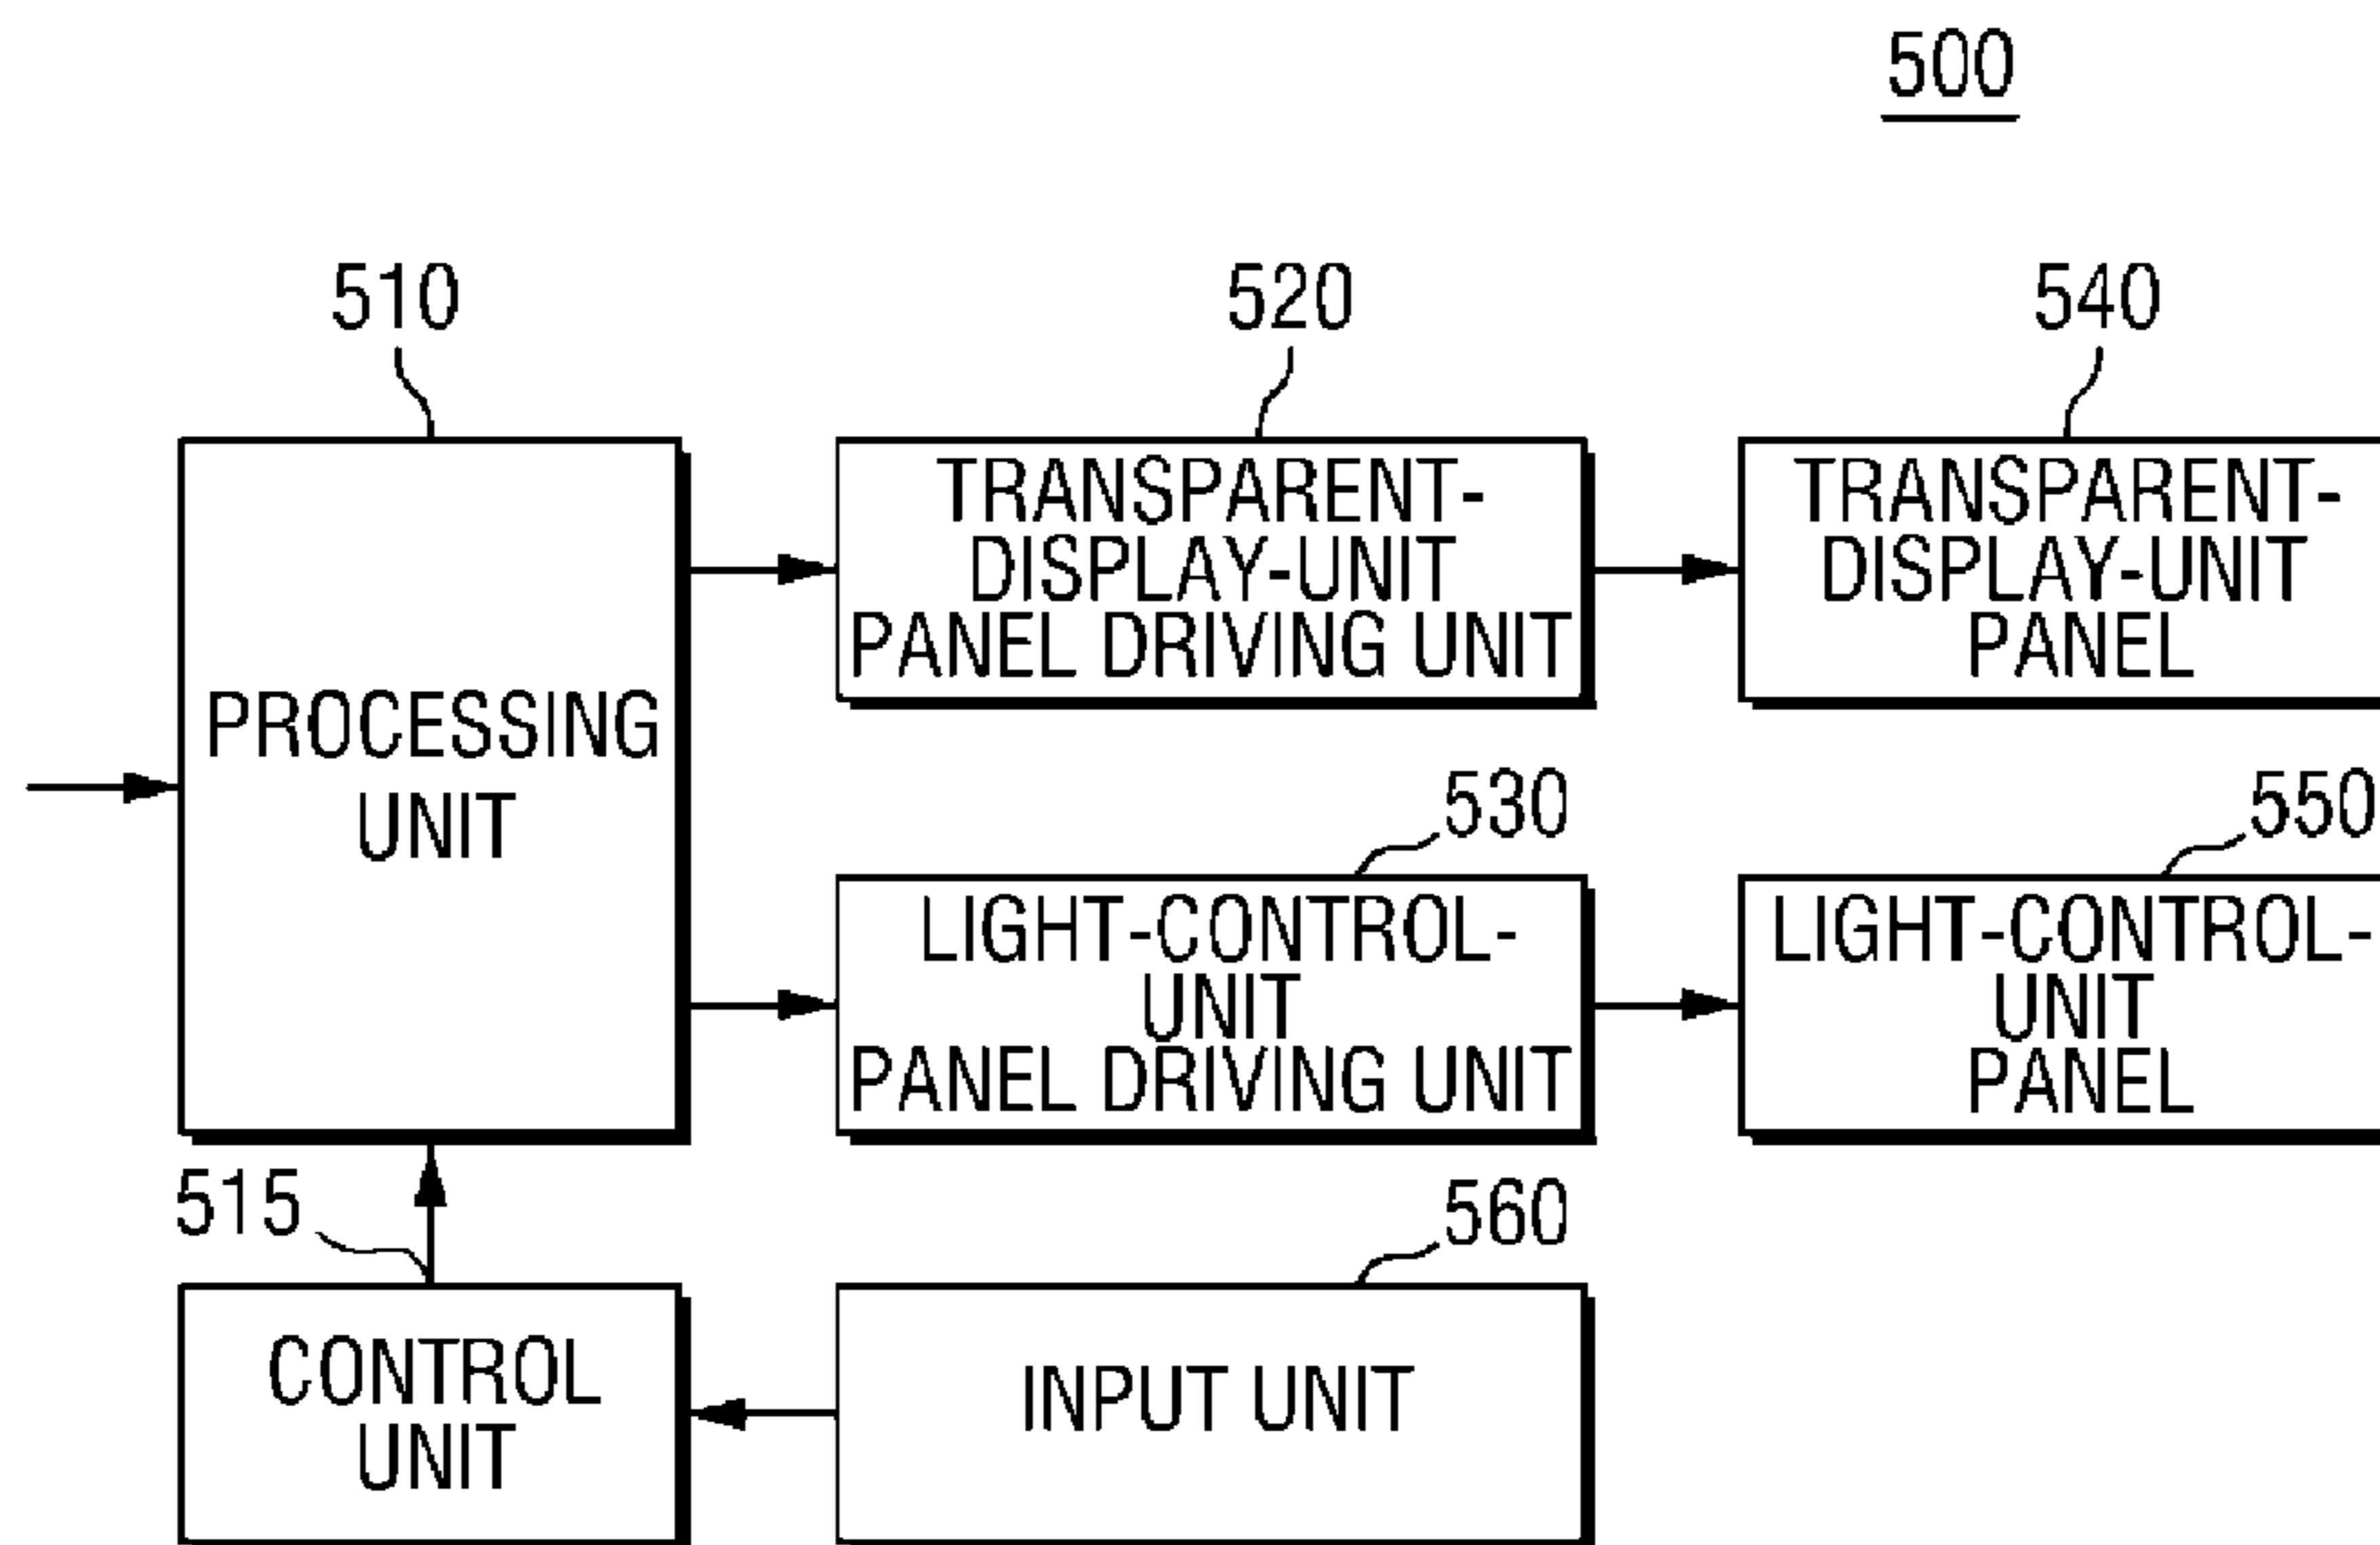 500
510
520
540
PROCESSING
UNIT
TRANSPARENT-
DISPLAY-UNIT
PANEL DRIVING UNIT
TRANSPARENT-
DISPLAY-UNIT
PANEL
530
550
LIGHT-CONTROL-
UNIT
PANEL DRIVING UNIT
LIGHT-CONTROL-
UNIT
PANEL
515
560
CONTROL
UNIT
INPUT UNIT